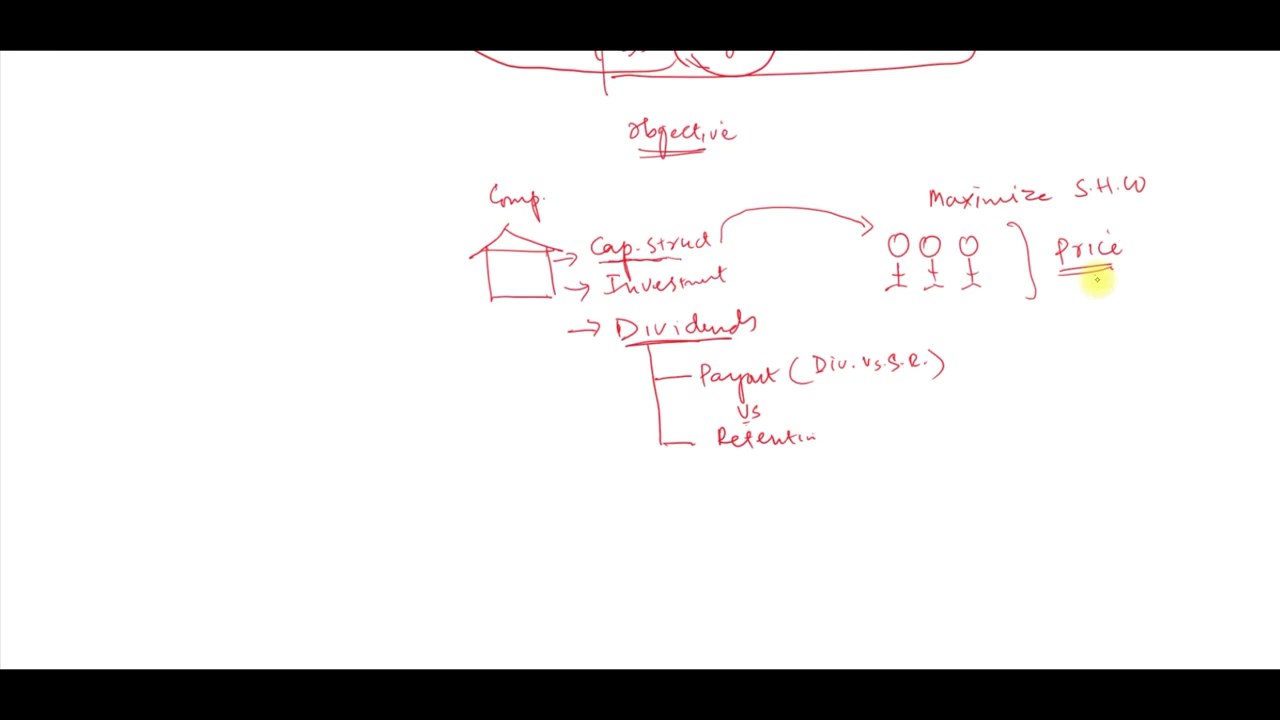 Objective
Comp.
Maximize S.H.W
Cap. struct
Price
Investment
Dividends
Payout (Div. Vs. S.R.)
Vs
Retention